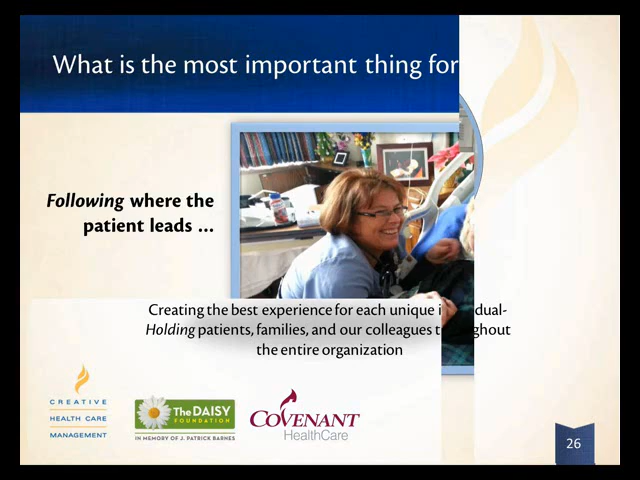 What is the most important thing for
Following where the
patient leads ...
Creating the best experience for each unique i dual-
Holding patients, families, and our colleagues t ghout
the entire organization
CREATIVE
HEALTH CARE
MANAGEMENT
The DAISY
FOUNDATION
IN MEMORY OF J. PATRICK BARNES
COVENANT
HealthCare
26